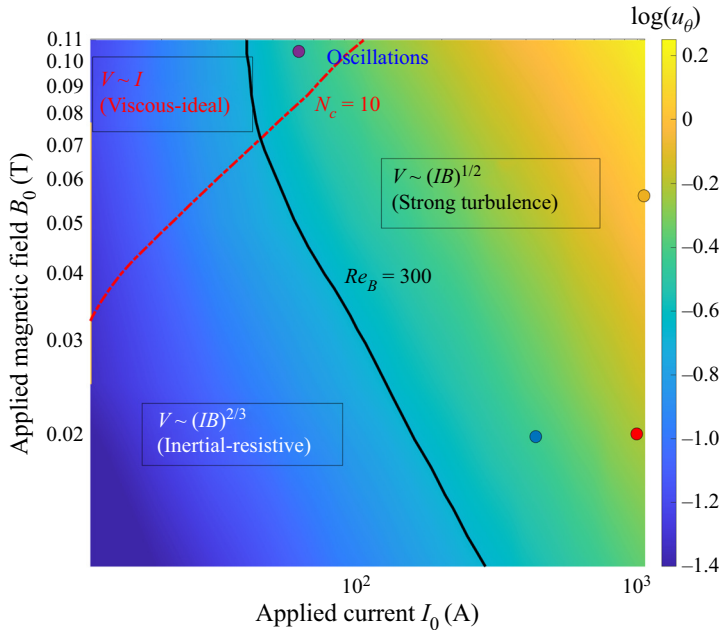 log(u_θ)
0.11
0.10
0.09
0.08
0.07
0.06
0.05
0.04
0.03
0.02
Applied magnetic field B_0 (T)
V ~ I
(Viscous-ideal)
Oscillations
N_c = 10
V ~ (IB)^{1/2}
(Strong turbulence)
Re_B = 300
V ~ (IB)^{2/3}
(Inertial-resistive)
10^2
10^3
Applied current I_0 (A)
0.2
0
−0.2
−0.4
−0.6
−0.8
−1.0
−1.2
−1.4